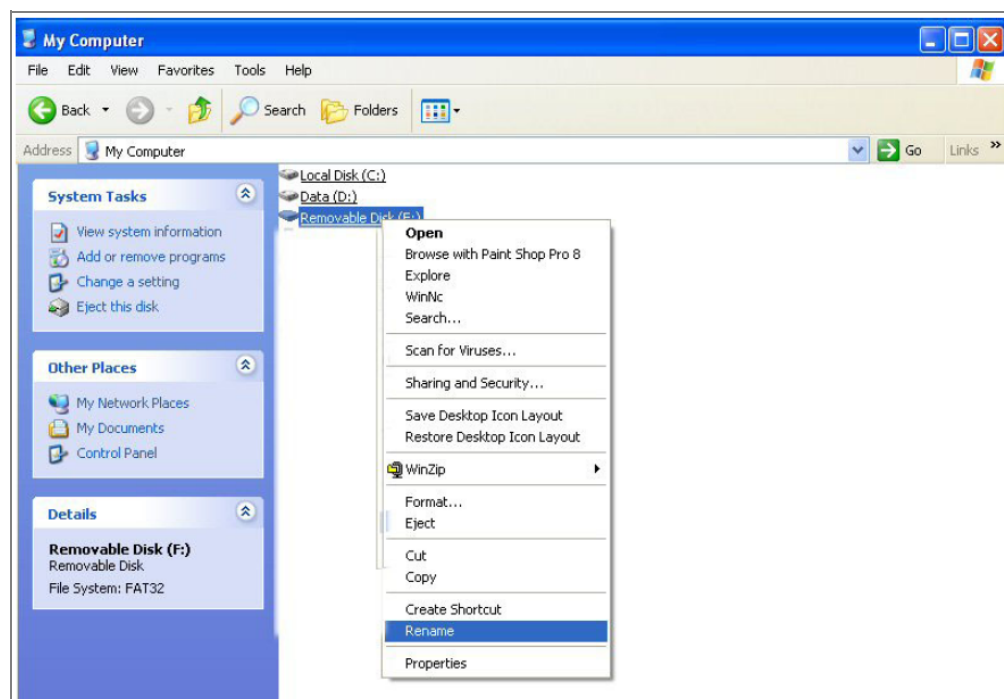 My Computer
File Edit View Favorites Tools Help
Back Search Folders
Address My Computer Go Links »
Local Disk (C:)
Data (D:)
Removable Disk
System Tasks
View system information
Add or remove programs
Change a setting
Eject this disk
Other Places
My Network Places
My Documents
Control Panel
Details
Removable Disk (F:)
Removable Disk
File System: FAT32
Open
Browse with Paint Shop Pro 8
Explore
WinNc
Search...
Scan for Viruses...
Sharing and Security...
Save Desktop Icon Layout
Restore Desktop Icon Layout
WinZip
Format...
Eject
Cut
Copy
Create Shortcut
Rename
Properties